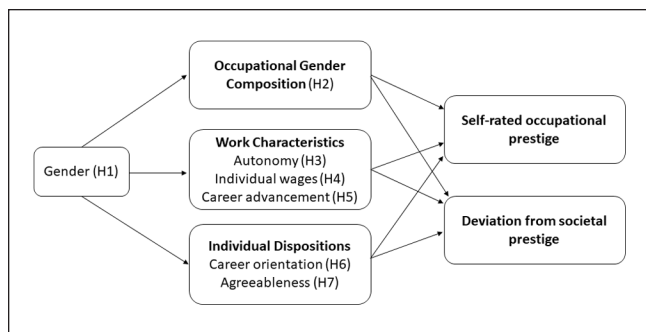 Gender (H1)
Occupational Gender
Composition (H2)
Work Characteristics
Autonomy (H3)
Individual wages (H4)
Career advancement (H5)
Individual Dispositions
Career orientation (H6)
Agreeableness (H7)
Self-rated occupational
prestige
Deviation from societal
prestige